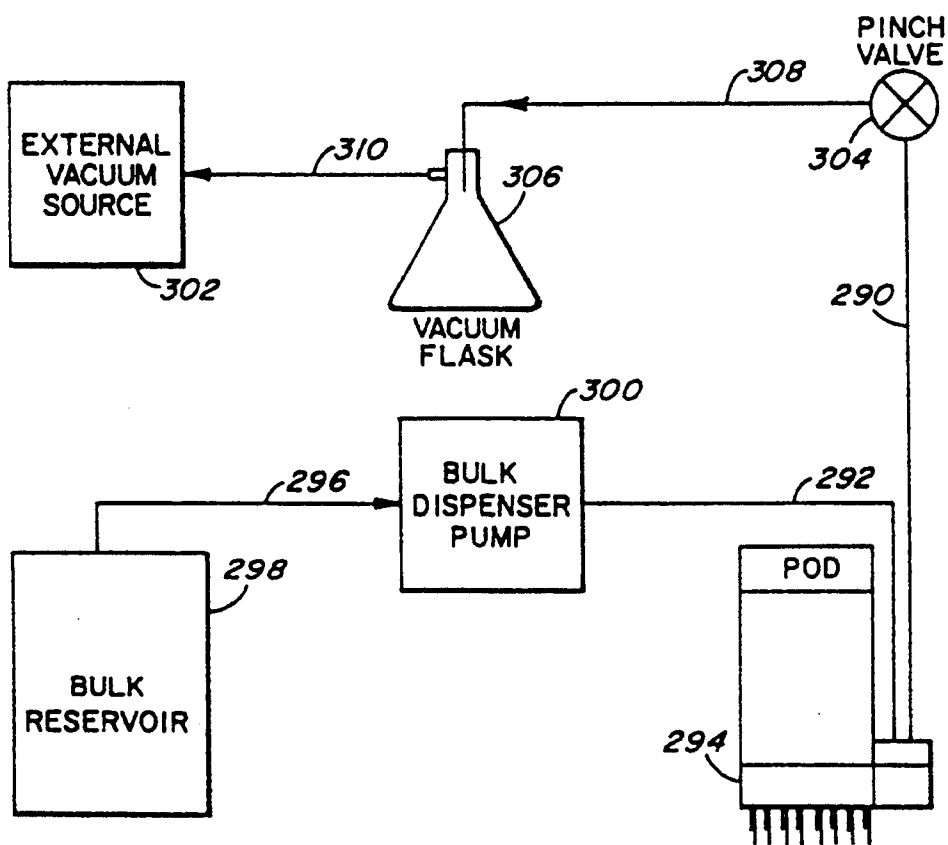 PINCH
VALVE
308
304
EXTERNAL
VACUUM
SOURCE
310
306
302
VACUUM
FLASK
290
300
BULK
DISPENSER
PUMP
296
292
298
BULK
RESERVOIR
POD
294